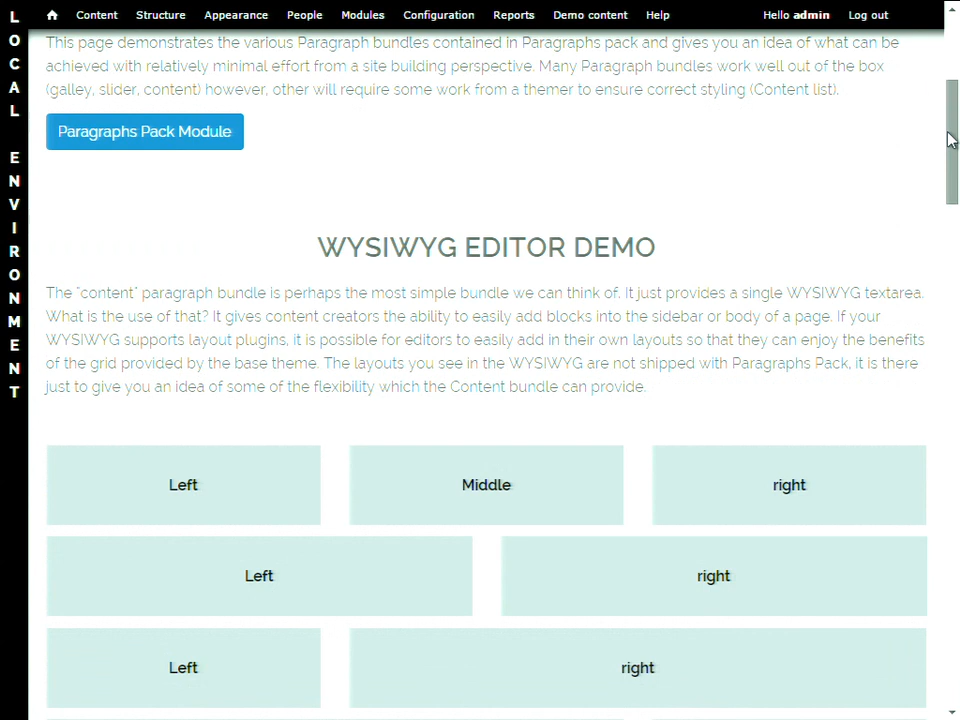 Content Structure Appearance People Modules Configuration Reports Demo content Help Hello admin Log out
LOCAL ENVIRONMENT
This page demonstrates the various Paragraph bundles contained in Paragraphs pack and gives you an idea of what can be
achieved with relatively minimal effort from a site building perspective. Many Paragraph bundles work well out of the box
(galley, slider, content) however, other will require some work from a themer to ensure correct styling (Content list).
Paragraphs Pack Module
WYSIWYG EDITOR DEMO
The "content" paragraph bundle is perhaps the most simple bundle we can think of. It just provides a single WYSIWYG textarea.
What is the use of that? It gives content creators the ability to easily add blocks into the sidebar or body of a page. If your
WYSIWYG supports layout plugins, it is possible for editors to easily add in their own layouts so that they can enjoy the benefits
of the grid provided by the base theme. The layouts you see in the WYSIWYG are not shipped with Paragraphs Pack, it is there
just to give you an idea of some of the flexibility which the Content bundle can provide.
Left Middle right
Left right
Left right